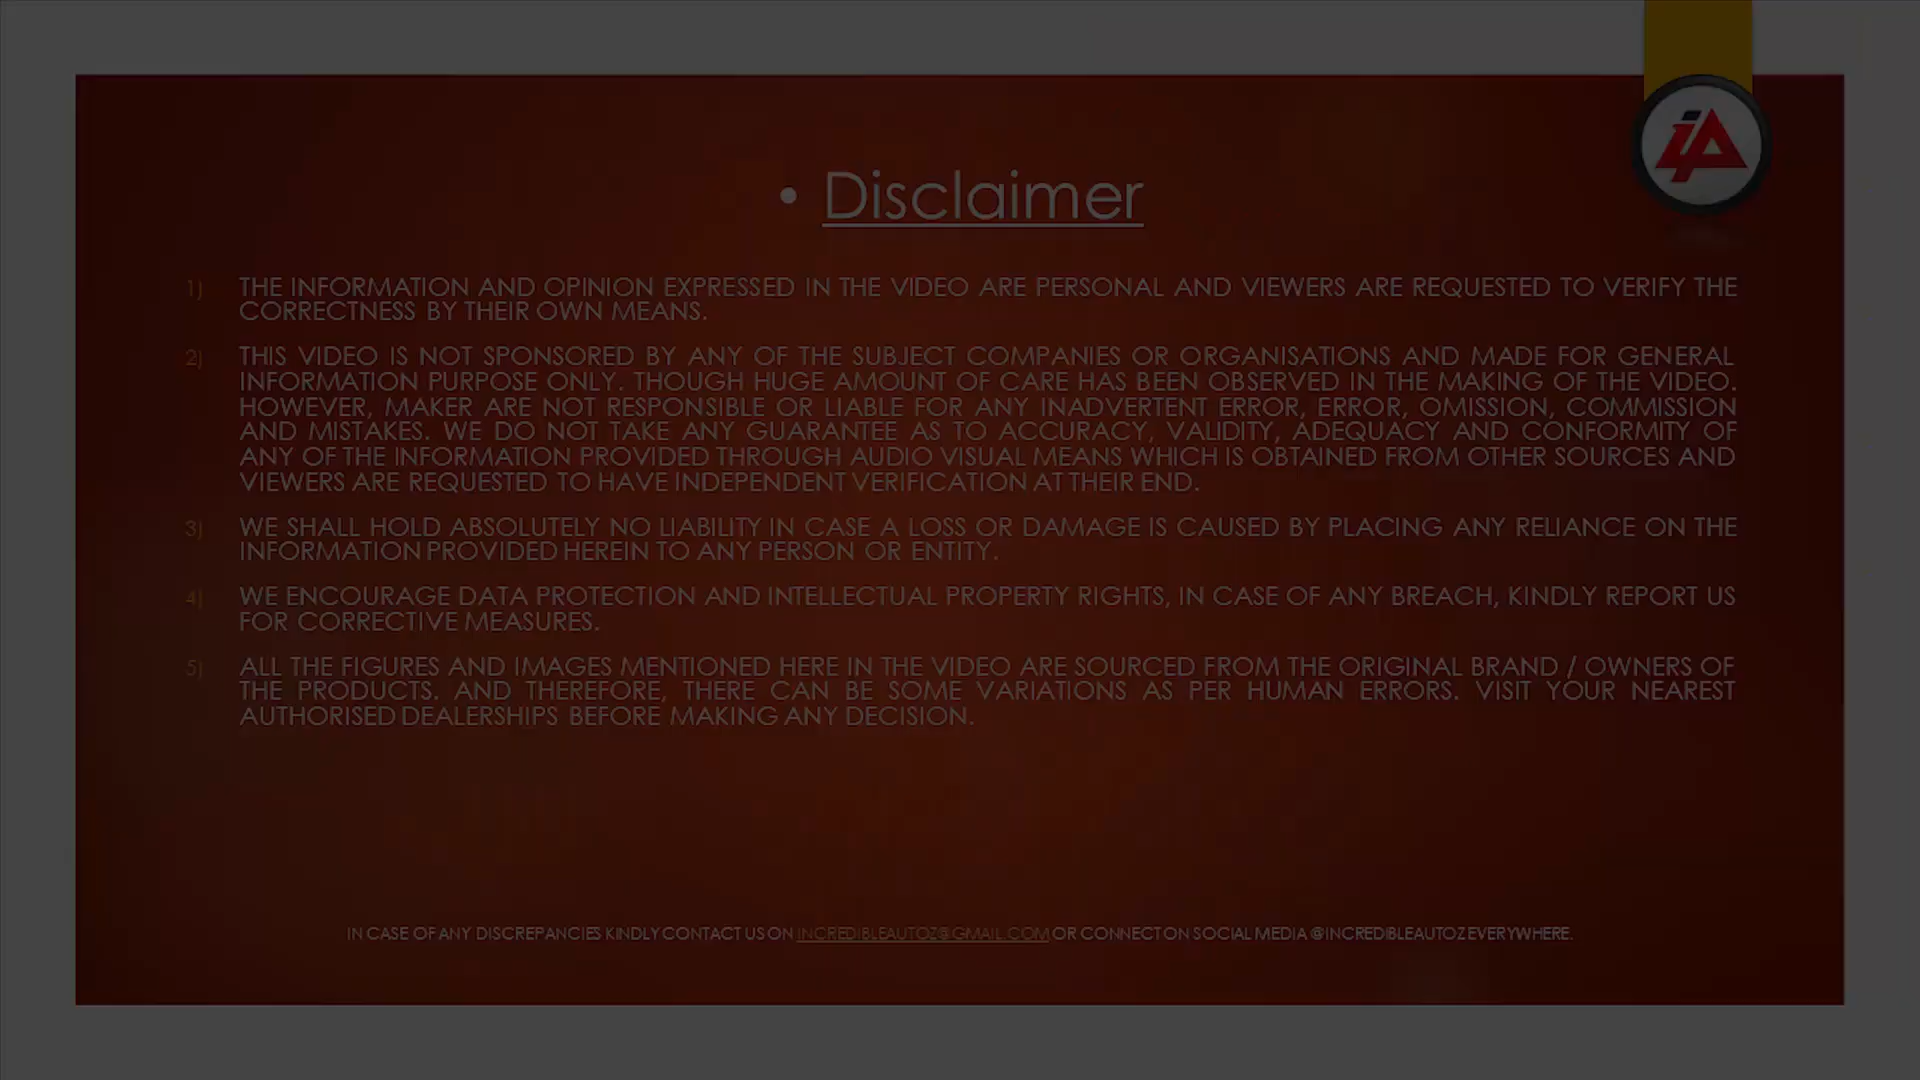 • Disclaimer
1) THE INFORMATION AND OPINION EXPRESSED IN THE VIDEO ARE PERSONAL AND VIEWERS ARE REQUESTED TO VERIFY THE
CORRECTNESS BY THEIR OWN MEANS.
2) THIS VIDEO IS NOT SPONSORED BY ANY OF THE SUBJECT COMPANIES OR ORGANISATIONS AND MADE FOR GENERAL
INFORMATION PURPOSE ONLY. THOUGH HUGE AMOUNT OF CARE HAS BEEN OBSERVED IN THE MAKING OF THE VIDEO.
HOWEVER, MAKER ARE NOT RESPONSIBLE OR LIABLE FOR ANY INADVERTENT ERROR, ERROR, OMISSION, COMMISSION
AND MISTAKES. WE DO NOT TAKE ANY GUARANTEE AS TO ACCURACY, VALIDITY, ADEQUACY AND CONFORMITY OF
ANY OF THE INFORMATION PROVIDED THROUGH AUDIO VISUAL MEANS WHICH IS OBTAINED FROM OTHER SOURCES AND
VIEWERS ARE REQUESTED TO HAVE INDEPENDENT VERIFICATION AT THEIR END.
3) WE SHALL HOLD ABSOLUTELY NO LIABILITY IN CASE A LOSS OR DAMAGE IS CAUSED BY PLACING ANY RELIANCE ON THE
INFORMATION PROVIDED HEREIN TO ANY PERSON OR ENTITY.
4) WE ENCOURAGE DATA PROTECTION AND INTELLECTUAL PROPERTY RIGHTS, IN CASE OF ANY BREACH, KINDLY REPORT US
FOR CORRECTIVE MEASURES.
5) ALL THE FIGURES AND IMAGES MENTIONED HERE IN THE VIDEO ARE SOURCED FROM THE ORIGINAL BRAND / OWNERS OF
THE PRODUCTS. AND THEREFORE, THERE CAN BE SOME VARIATIONS AS PER HUMAN ERRORS. VISIT YOUR NEAREST
AUTHORISED DEALERSHIPS BEFORE MAKING ANY DECISION.
IN CASE OF ANY DISCREPANCIES KINDLY CONTACT US ON INCREDIBLEAUTOZ@GMAIL.COM OR CONNECT ON SOCIAL MEDIA @INCREDIBLEAUTOZ EVERYWHERE.
iA